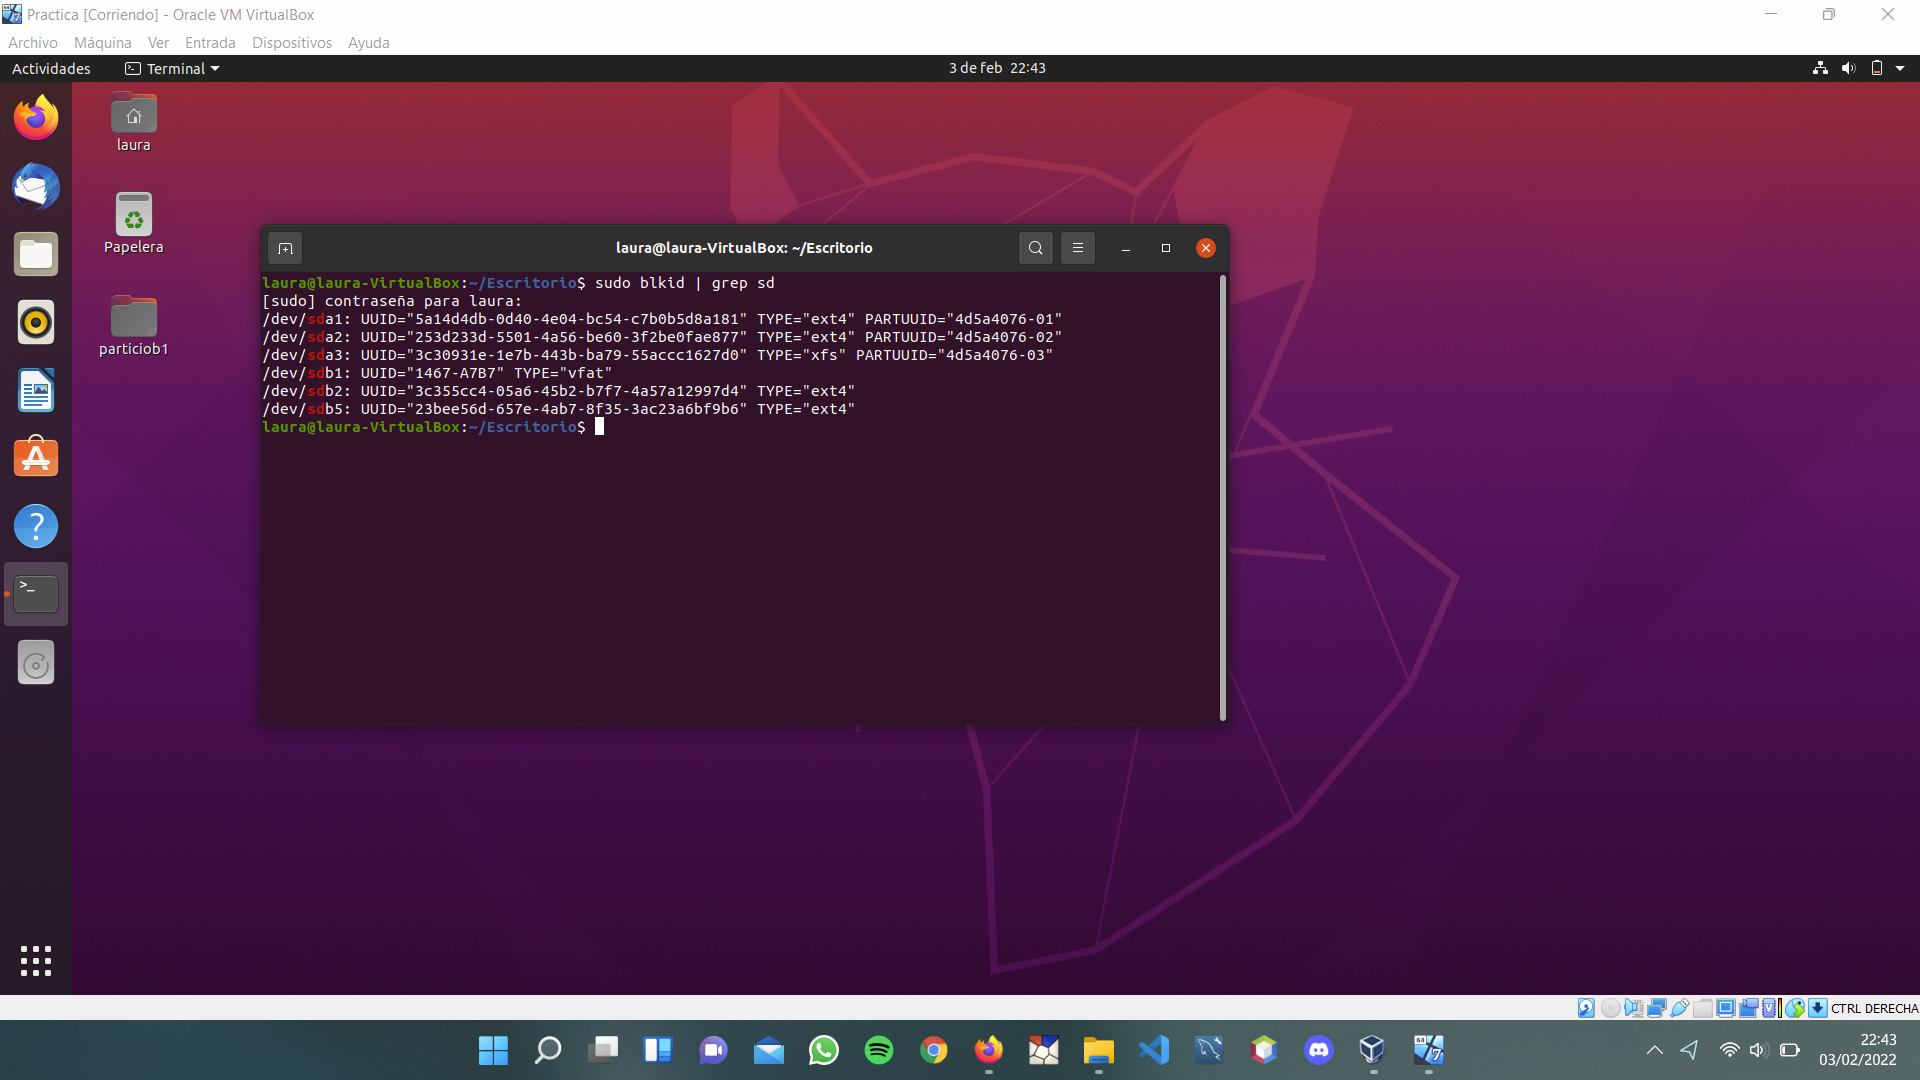 Practica [Corriendo] - Oracle VM VirtualBox
Archivo Máquina Ver Entrada Dispositivos Ayuda
Actividades Terminal 3 de feb 22:43
laura
Papelera
particiob1
laura@laura-VirtualBox: ~/Escritorio
laura@laura-VirtualBox:~/Escritorio$ sudo blkid | grep sd
[sudo] contraseña para laura:
/dev/sda1: UUID="5a14d4db-0d40-4e04-bc54-c7b0b5d8a181" TYPE="ext4" PARTUUID="4d5a4076-01"
/dev/sda2: UUID="253d233d-5501-4a56-be60-3f2be0fae877" TYPE="ext4" PARTUUID="4d5a4076-02"
/dev/sda3: UUID="3c30931e-1e7b-443b-ba79-55accc1627d0" TYPE="xfs" PARTUUID="4d5a4076-03"
/dev/sdb1: UUID="1467-A7B7" TYPE="vfat"
/dev/sdb2: UUID="3c355cc4-05a6-45b2-b7f7-4a57a12997d4" TYPE="ext4"
/dev/sdb5: UUID="23bee56d-657e-4ab7-8f35-3ac23a6bf9b6" TYPE="ext4"
laura@laura-VirtualBox:~/Escritorio$
CTRL DERECHA
22:43
03/02/2022